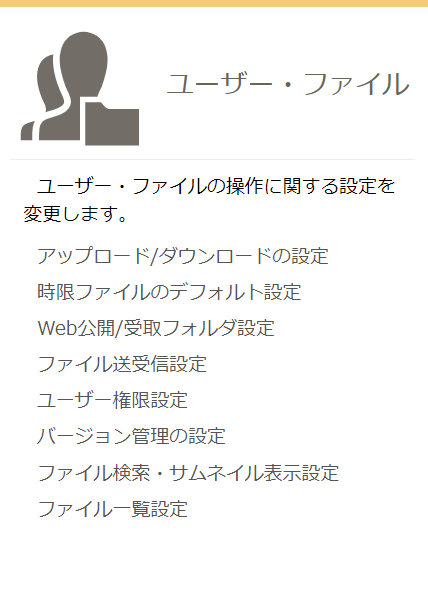 ユーザー・ファイル
ユーザー・ファイルの操作に関する設定を
変更します。
アップロード/ダウンロードの設定
時限ファイルのデフォルト設定
Web公開/受取フォルダ設定
ファイル送受信設定
ユーザー権限設定
バージョン管理の設定
ファイル検索・サムネイル表示設定
ファイル一覧設定